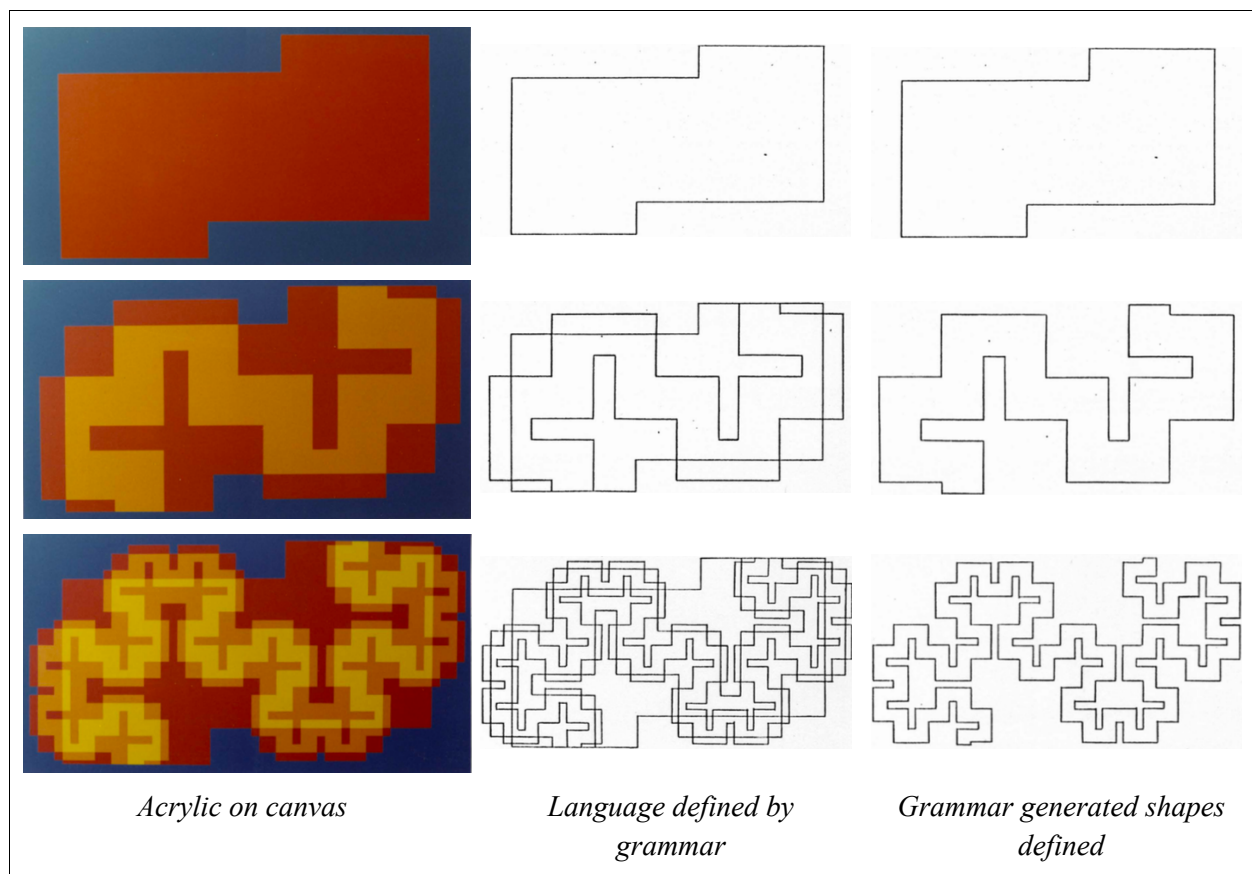 Acrylic on canvas
Language defined by
grammar
Grammar generated shapes
defined